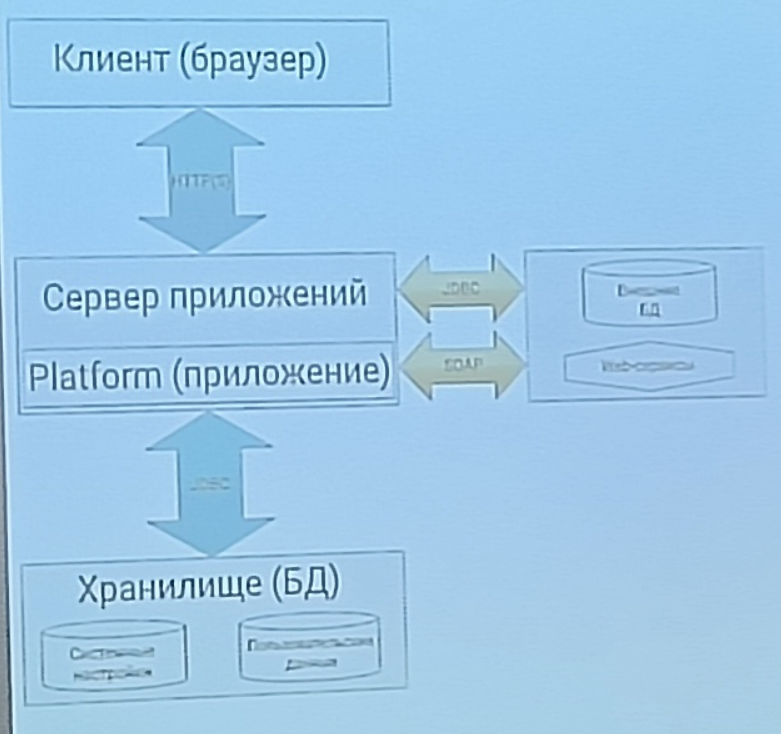 Клиент (браузер)
HTTP(S)
Сервер приложений
JDBC
Внешние
БД
Platform (приложение)
SOAP
Web-сервисы
JDBC
Хранилище (БД)
Системные
настройки
Пользовательские
данные